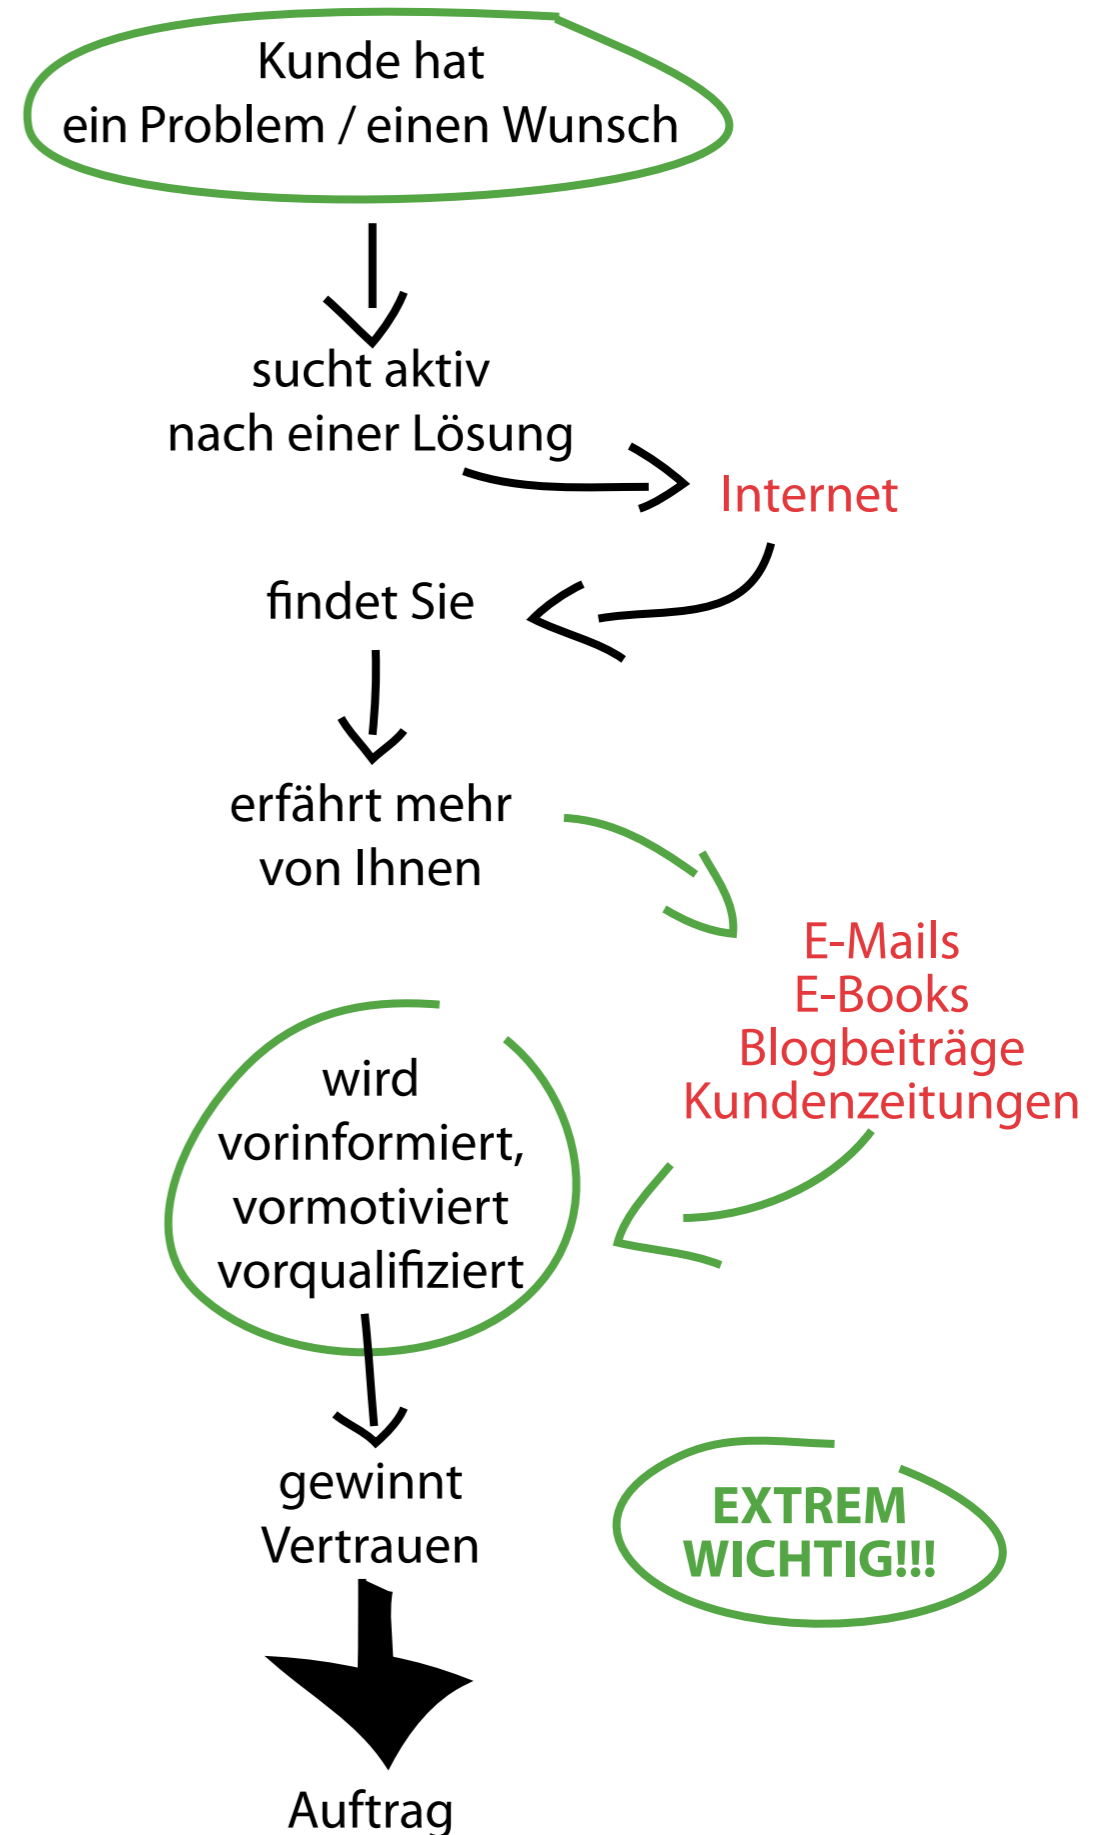 Kunde hat
ein Problem / einen Wunsch
sucht aktiv
nach einer Lösung
Internet
findet Sie
erfährt mehr
von Ihnen
E-Mails
E-Books
Blogbeiträge
Kundenzeitungen
wird
vorinformiert,
vormotiviert
vorqualifiziert
gewinnt
Vertrauen
EXTREM
WICHTIG!!!
Auftrag